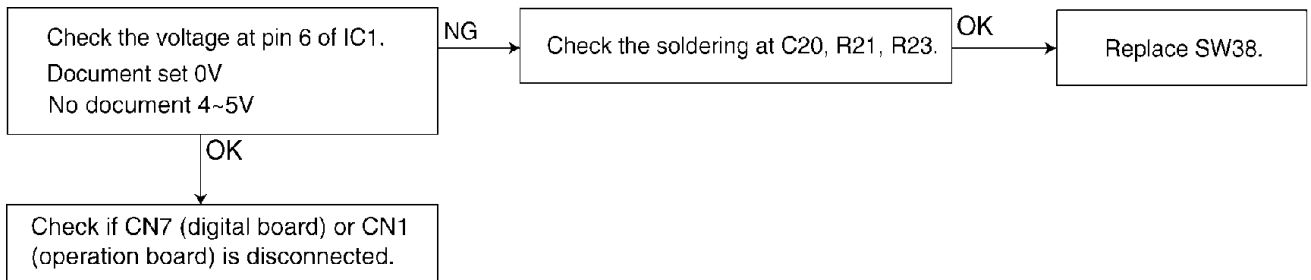 Check the voltage at pin 6 of IC1.
Document set 0V
No document 4~5V
NG
Check the soldering at C20, R21, R23.
OK
Replace SW38.
OK
Check if CN7 (digital board) or CN1
(operation board) is disconnected.